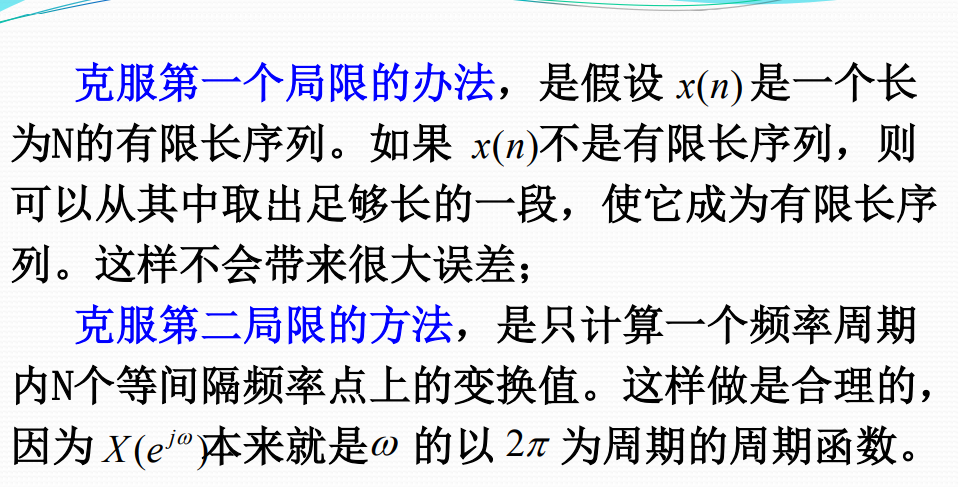 克服第一个局限的办法，是假设 x(n) 是一个长
为N的有限长序列。如果 x(n)不是有限长序列，则
可以从其中取出足够长的一段，使它成为有限长序
列。这样不会带来很大误差；
克服第二局限的方法，是只计算一个频率周期
内N个等间隔频率点上的变换值。这样做是合理的，
因为 X(e^{jω})本来就是ω 的以 2π 为周期的周期函数。